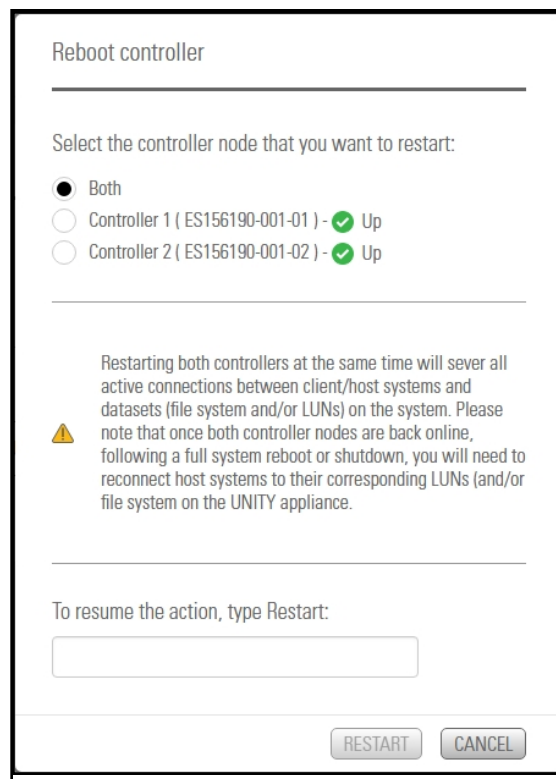 Reboot controller
Select the controller node that you want to restart:
Both
Controller 1 ( ES156190-001-01 ) - Up
Controller 2 ( ES156190-001-02 ) - Up
Restarting both controllers at the same time will sever all
active connections between client/host systems and
datasets (file system and/or LUNs) on the system. Please
note that once both controller nodes are back online,
following a full system reboot or shutdown, you will need to
reconnect host systems to their corresponding LUNs (and/or
file system on the UNITY appliance.
To resume the action, type Restart:
RESTART CANCEL